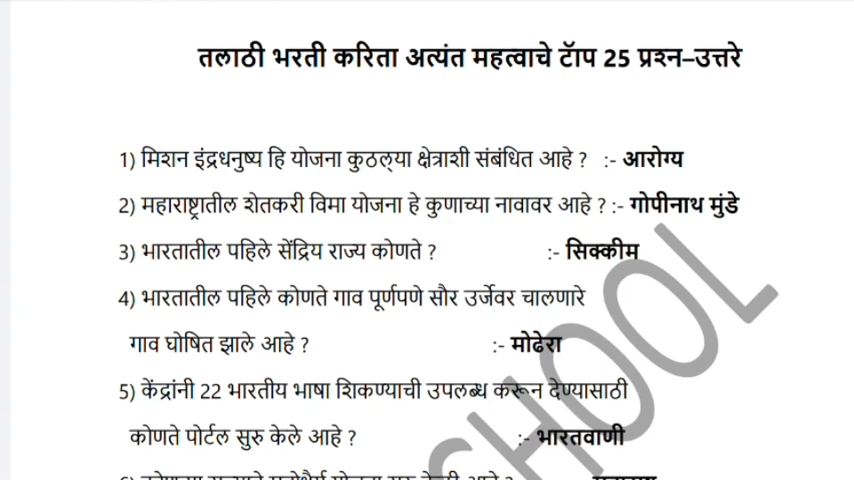 तलाठी भरती करिता अत्यंत महत्वाचे टॅाप 25 प्रश्न–उत्तरे
1) मिशन इंद्रधनुष्य हि योजना कुठल्या क्षेत्राशी संबंधित आहे ? :- आरोग्य
2) महाराष्ट्रातील शेतकरी विमा योजना हे कुणाच्या नावावर आहे ? :- गोपीनाथ मुंडे
3) भारतातील पहिले सेंद्रिय राज्य कोणते ? :- सिक्कीम
4) भारतातील पहिले कोणते गाव पूर्णपणे सौर उर्जेवर चालणारे
गाव घोषित झाले आहे ? :- मोढेरा
5) केंद्रांनी 22 भारतीय भाषा शिकण्याची उपलब्ध करून देण्यासाठी
कोणते पोर्टल सुरु केले आहे ? :- भारतवाणी
HOOL